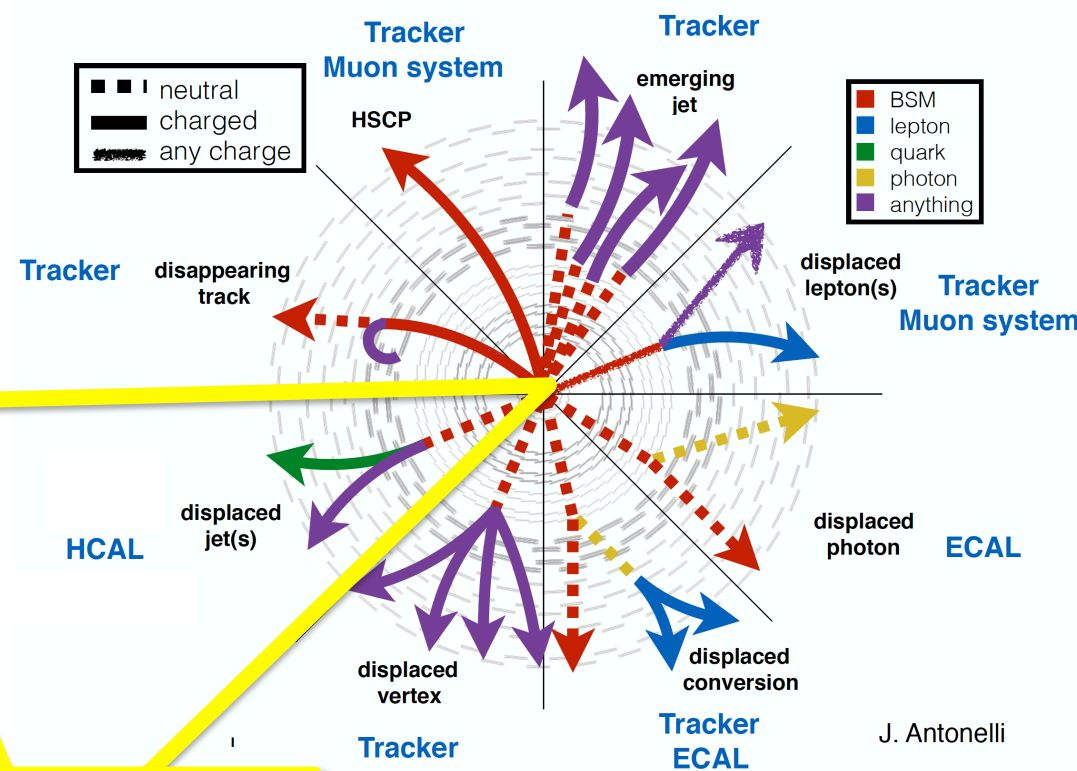 Tracker
Muon system
Tracker
neutral
charged
any charge
HSCP
emerging
jet
BSM
lepton
quark
photon
anything
Tracker
disappearing
track
displaced
lepton(s)
Tracker
Muon system
displaced
jet(s)
HCAL
displaced
photon
ECAL
displaced
vertex
displaced
conversion
Tracker
Tracker
ECAL
J. Antonelli